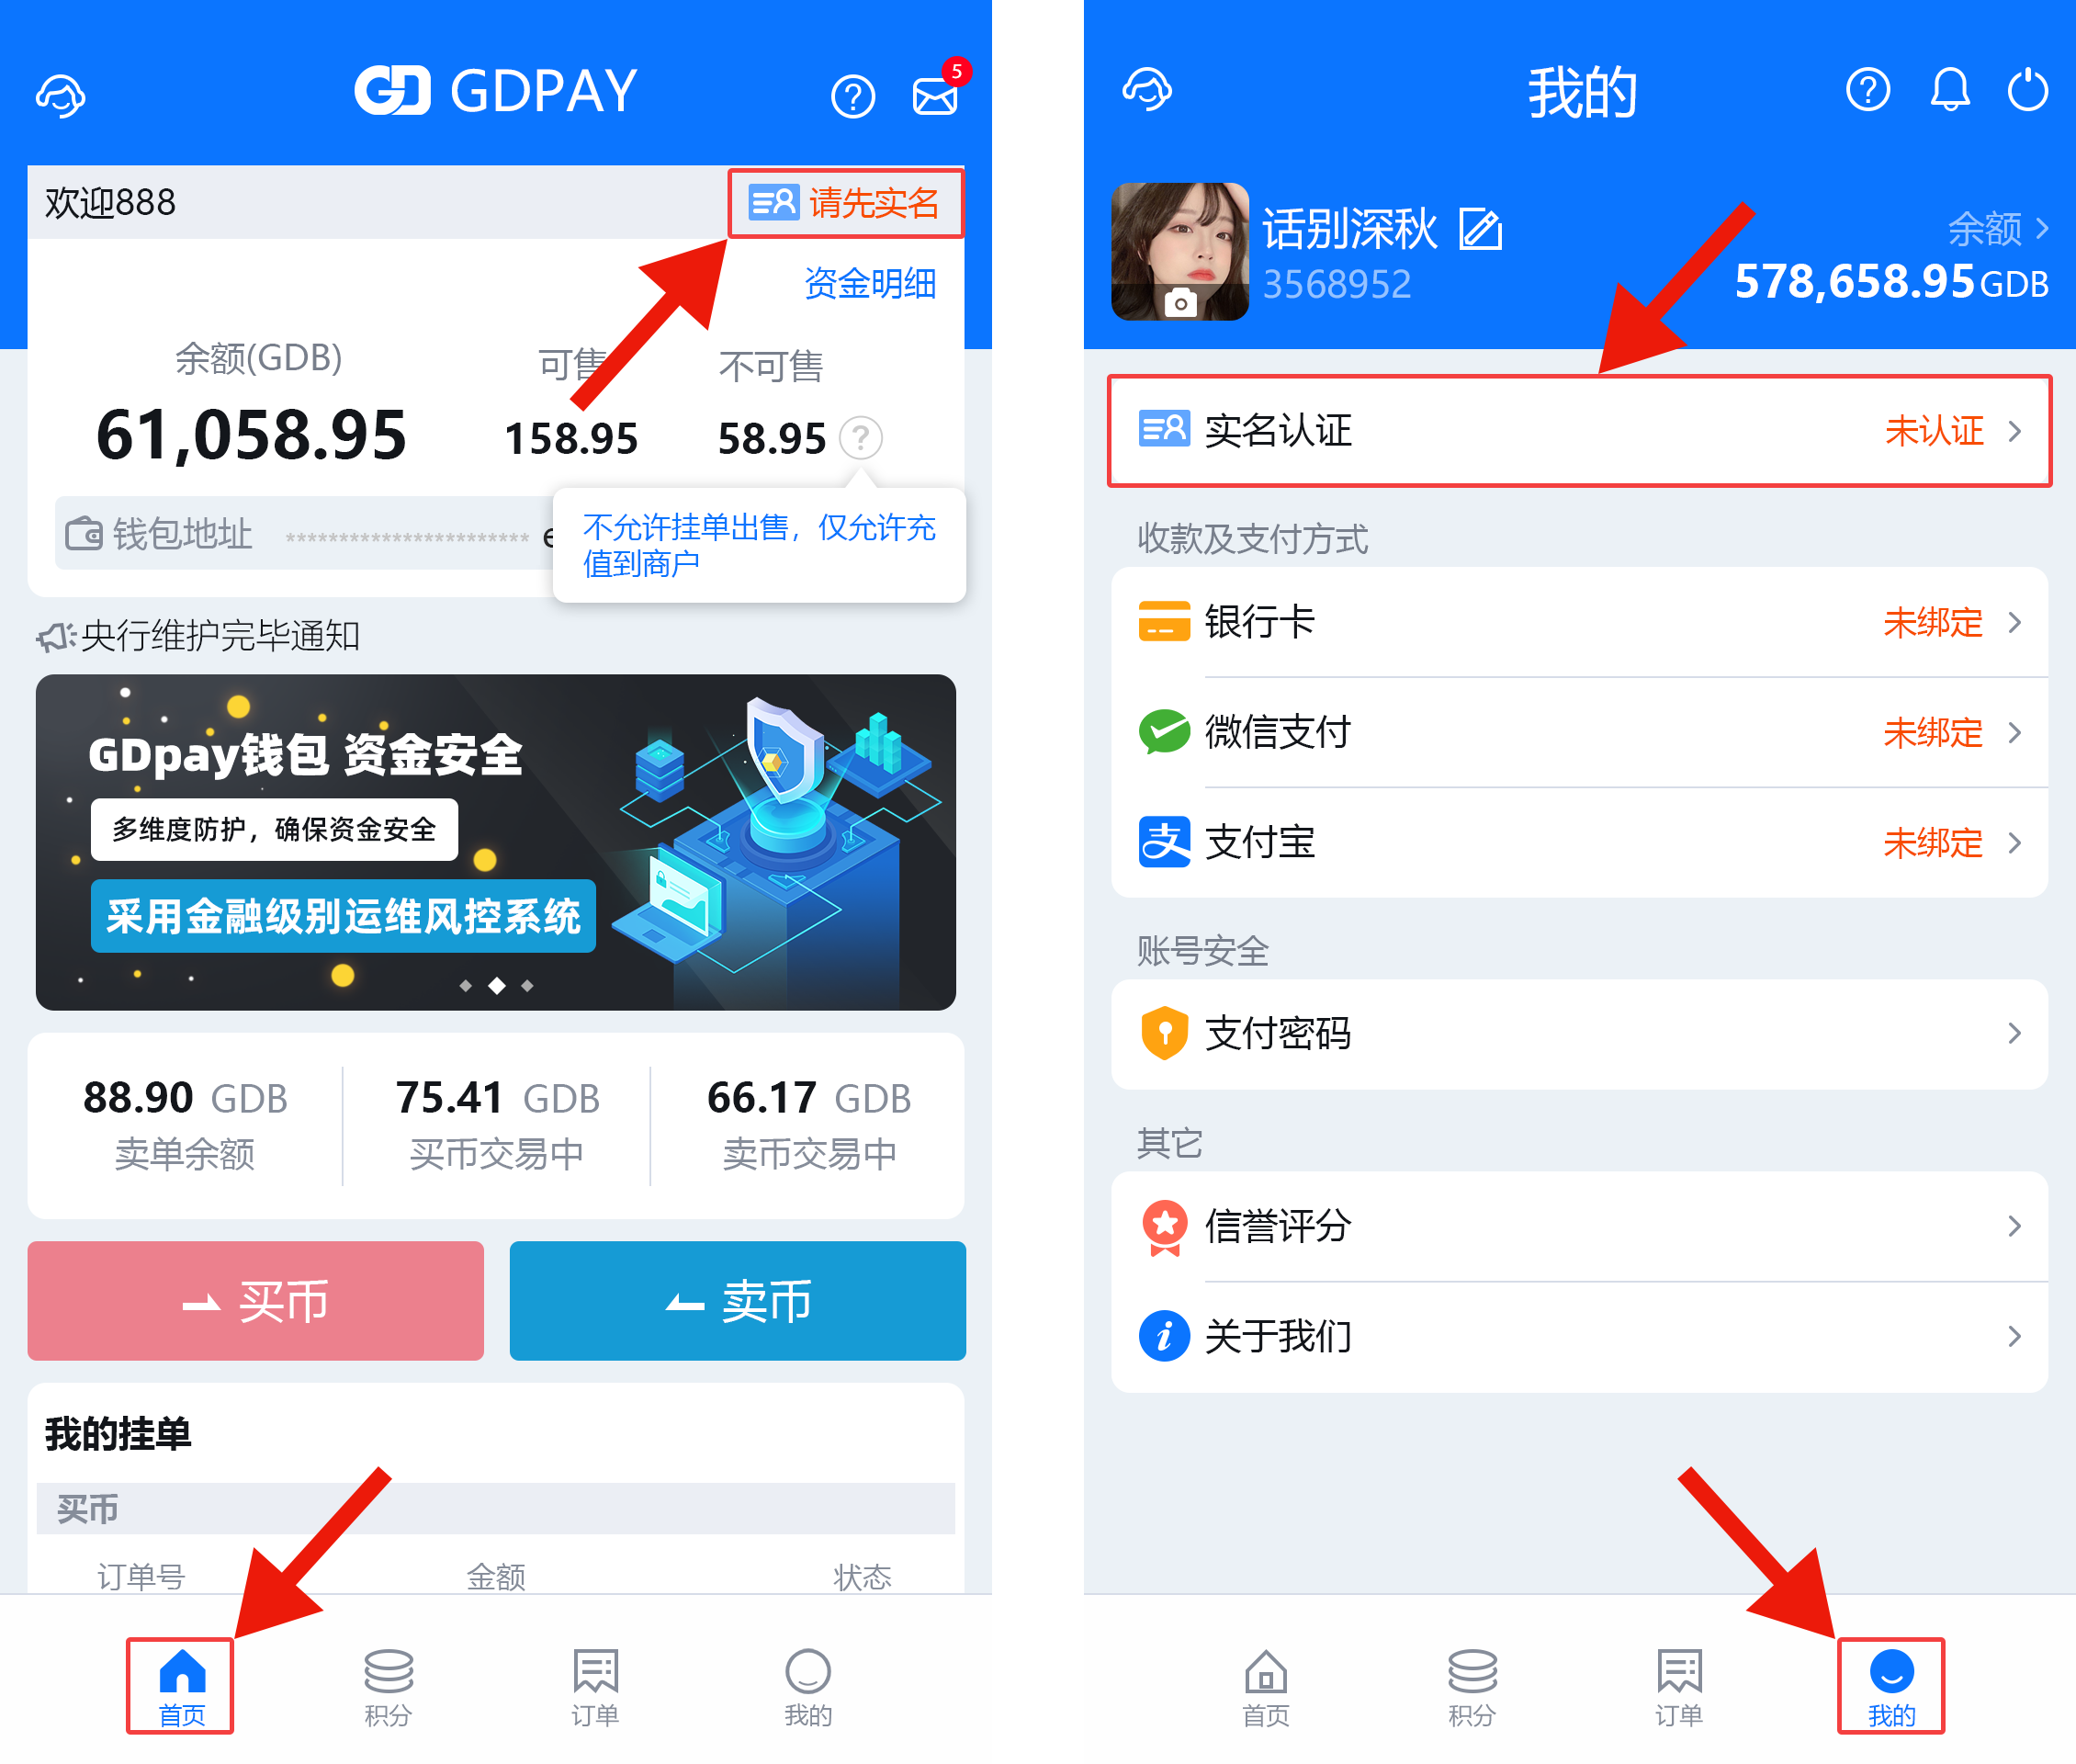 GD GDPAY
5
欢迎888
请先实名
资金明细
余额(GDB)
可售
不可售
61,058.95
158.95
58.95
?
钱包地址
***********************
e
不允许挂单出售，仅允许充
值到商户
央行维护完毕通知
GDpay钱包 资金安全
多维度防护，确保资金安全
采用金融级别运维风控系统
88.90 GDB
75.41 GDB
66.17 GDB
卖单余额
买币交易中
卖币交易中
买币
卖币
我的挂单
买币
订单号
金额
状态
首页
积分
订单
我的
我的
话别深秋
3568952
余额
578,658.95GDB
实名认证
未认证
收款及支付方式
银行卡
未绑定
微信支付
未绑定
支付宝
未绑定
账号安全
支付密码
其它
信誉评分
关于我们
首页
积分
订单
我的